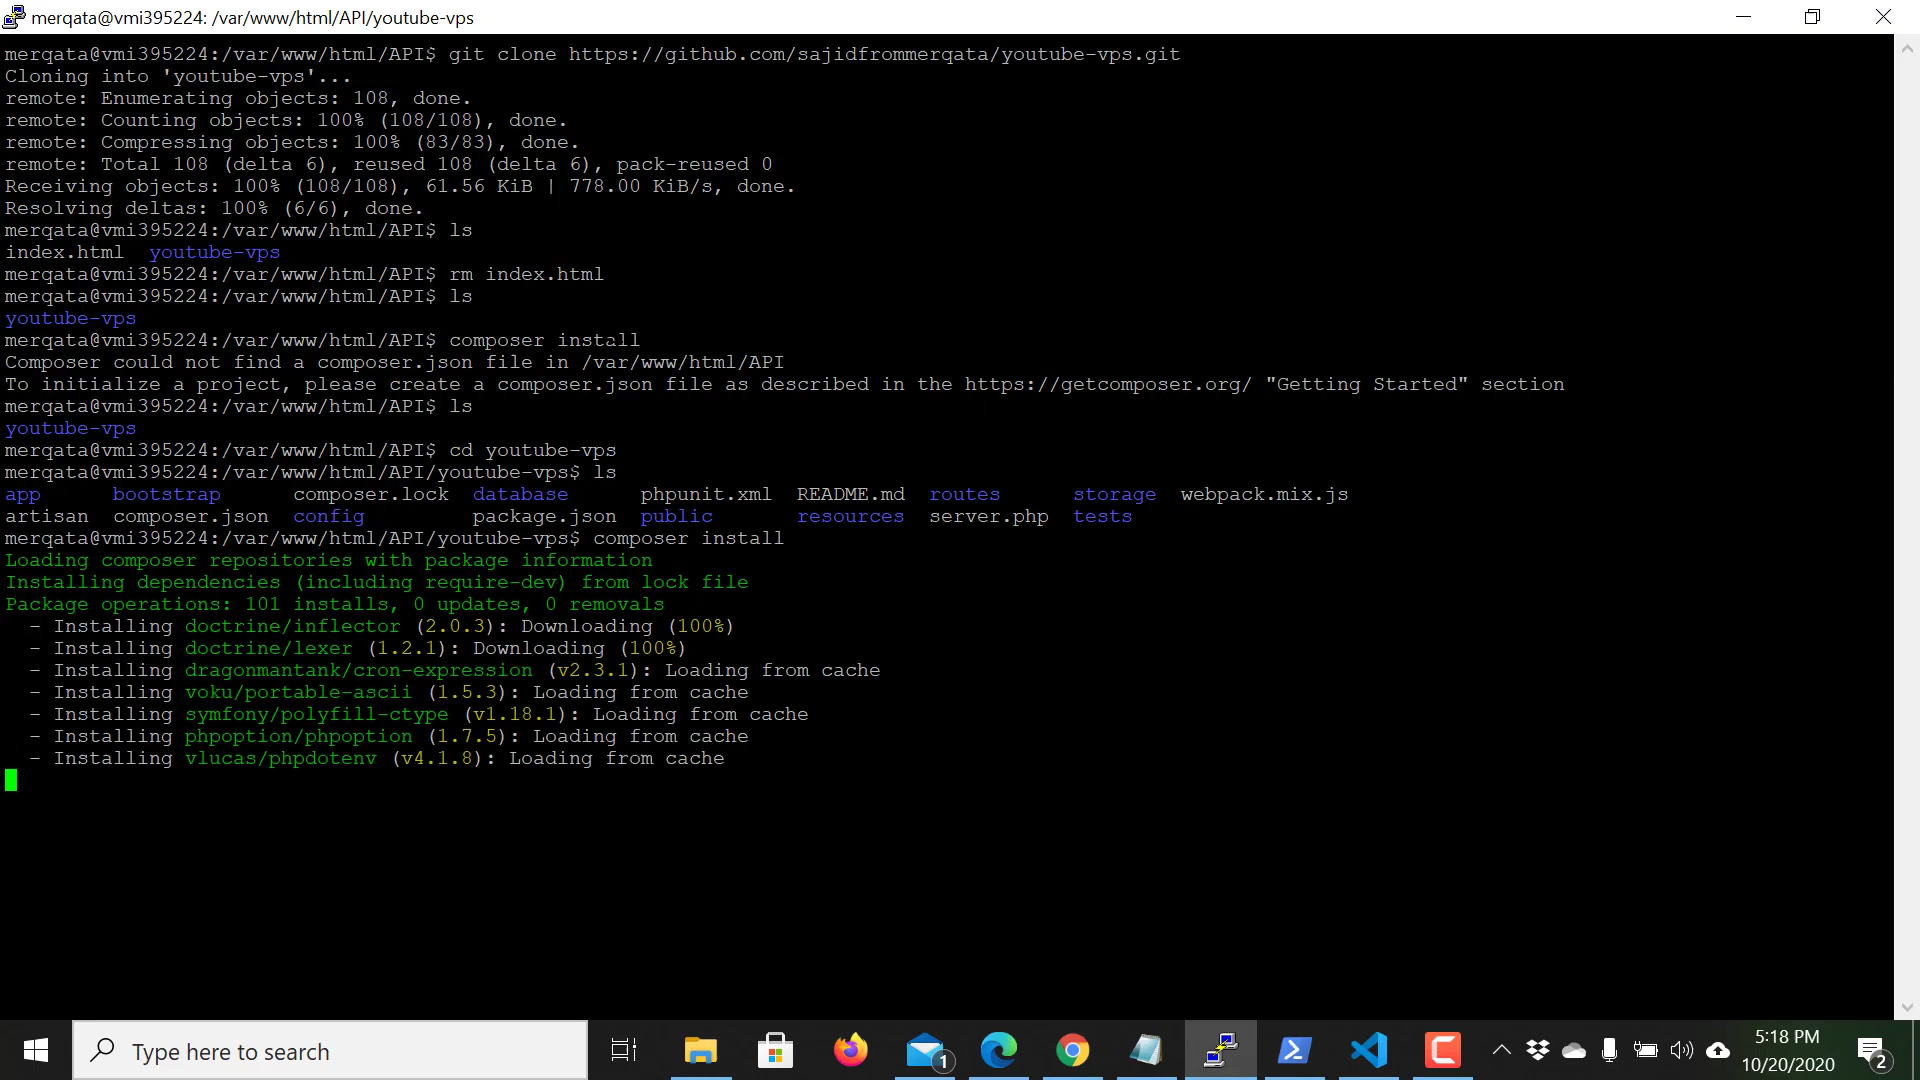 merqata@vmi395224: /var/www/html/API/youtube-vps
merqata@vmi395224:/var/www/html/API$ git clone https://github.com/sajidfrommerqata/youtube-vps.git
Cloning into 'youtube-vps'...
remote: Enumerating objects: 108, done.
remote: Counting objects: 100% (108/108), done.
remote: Compressing objects: 100% (83/83), done.
remote: Total 108 (delta 6), reused 108 (delta 6), pack-reused 0
Receiving objects: 100% (108/108), 61.56 KiB | 778.00 KiB/s, done.
Resolving deltas: 100% (6/6), done.
merqata@vmi395224:/var/www/html/API$ ls
index.html  youtube-vps
merqata@vmi395224:/var/www/html/API$ rm index.html
merqata@vmi395224:/var/www/html/API$ ls
youtube-vps
merqata@vmi395224:/var/www/html/API$ composer install
Composer could not find a composer.json file in /var/www/html/API
To initialize a project, please create a composer.json file as described in the https://getcomposer.org/ "Getting Started" section
merqata@vmi395224:/var/www/html/API$ ls
youtube-vps
merqata@vmi395224:/var/www/html/API$ cd youtube-vps
merqata@vmi395224:/var/www/html/API/youtube-vps$ ls
app      bootstrap      composer.lock  database      phpunit.xml  README.md  routes      storage  webpack.mix.js
artisan  composer.json  config         package.json  public       resources  server.php  tests
merqata@vmi395224:/var/www/html/API/youtube-vps$ composer install
Loading composer repositories with package information
Installing dependencies (including require-dev) from lock file
Package operations: 101 installs, 0 updates, 0 removals
  - Installing doctrine/inflector (2.0.3): Downloading (100%)
  - Installing doctrine/lexer (1.2.1): Downloading (100%)
  - Installing dragonmantank/cron-expression (v2.3.1): Loading from cache
  - Installing voku/portable-ascii (1.5.3): Loading from cache
  - Installing symfony/polyfill-ctype (v1.18.1): Loading from cache
  - Installing phpoption/phpoption (1.7.5): Loading from cache
  - Installing vlucas/phpdotenv (v4.1.8): Loading from cache
Type here to search
1
5:18 PM
10/20/2020
2